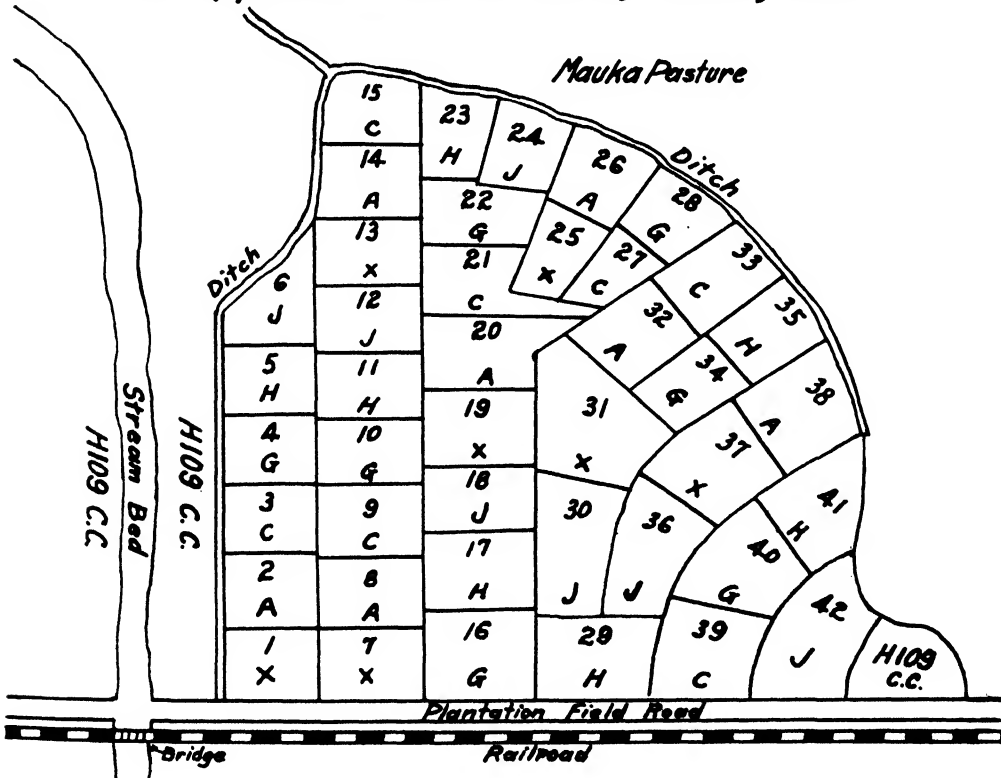 Mauka Pasture
Ditch
Ditch
15
C
14
A
13
X
12
J
11
H
10
G
9
C
8
A
7
X
6
J
5
H
4
G
3
C
2
A
1
X
23
H
24
J
22
G
21
C
20
A
19
X
18
J
17
H
16
G
26
A
25
X
28
G
27
C
33
C
32
A
35
H
34
G
31
X
38
A
37
X
30
J
36
J
41
H
40
G
29
H
39
C
42
J
H109
C.C.
H109 C.C.
Stream Bed
H109 C.C.
Plantation Field Road
Bridge
Railroad